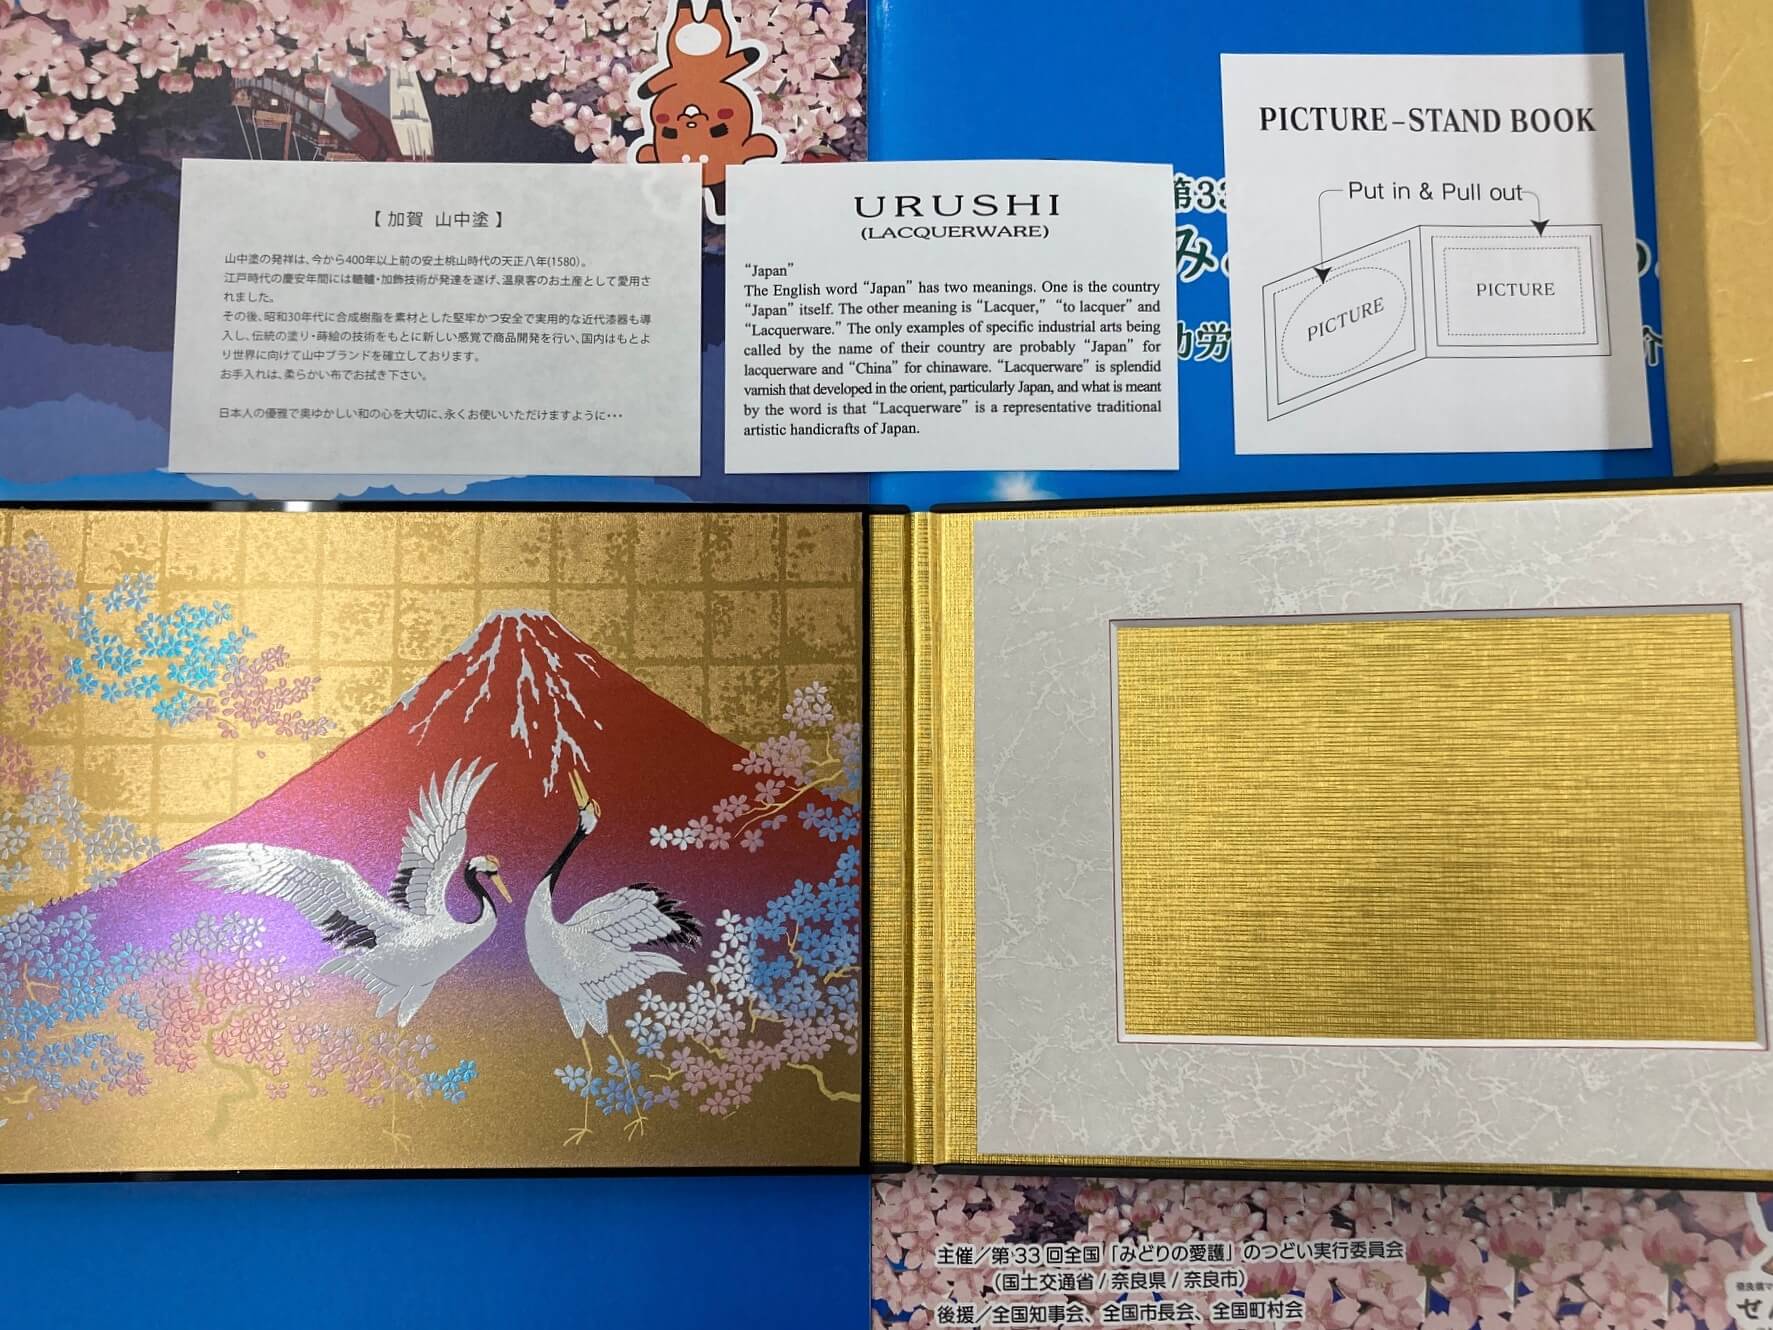 【 加賀 山中塗 】
山中塗の発祥は、今から400年以上前の安土桃山時代の天正八年(1580)。
江戸時代の慶安年間には轆轤・加飾技術が発達を遂げ、温泉客のお土産として愛用さ
れました。
その後、昭和30年代に合成樹脂を素材とした堅牢かつ安全で実用的な近代漆器も導
入し、伝統の塗り・蒔絵の技術をもとに新しい感覚で商品開発を行い、国内はもとよ
り世界に向けて山中ブランドを確立しております。
お手入れは、柔らかい布でお拭き下さい。
日本人の優雅で奥ゆかしい和の心を大切に、永くお使いいただけますように・・・
URUSHI
(LACQUERWARE)
“Japan”
The English word “Japan” has two meanings. One is the country
“Japan” itself. The other meaning is “Lacquer,” “to lacquer” and
“Lacquerware.” The only examples of specific industrial arts being
called by the name of their country are probably “Japan” for
lacquerware and “China” for chinaware. “Lacquerware” is splendid
varnish that developed in the orient, particularly Japan, and what is meant
by the word is that “Lacquerware” is a representative traditional
artistic handicrafts of Japan.
PICTURE-STAND BOOK
Put in & Pull out
PICTURE
PICTURE
第33
み
功労
介
主催／第33回全国「みどりの愛護」のつどい実行委員会
（国土交通省/奈良県/奈良市）
後援／全国知事会、全国市長会、全国町村会